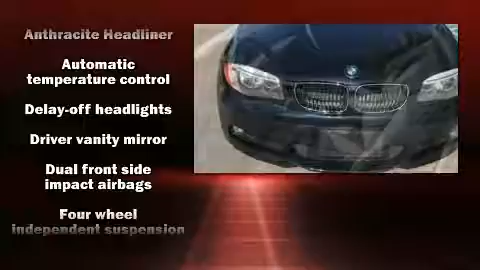 Anthracite Headliner
Automatic
temperature control
Delay-off headlights
Driver vanity mirror
Dual front side
impact airbags
Four wheel
independent suspension